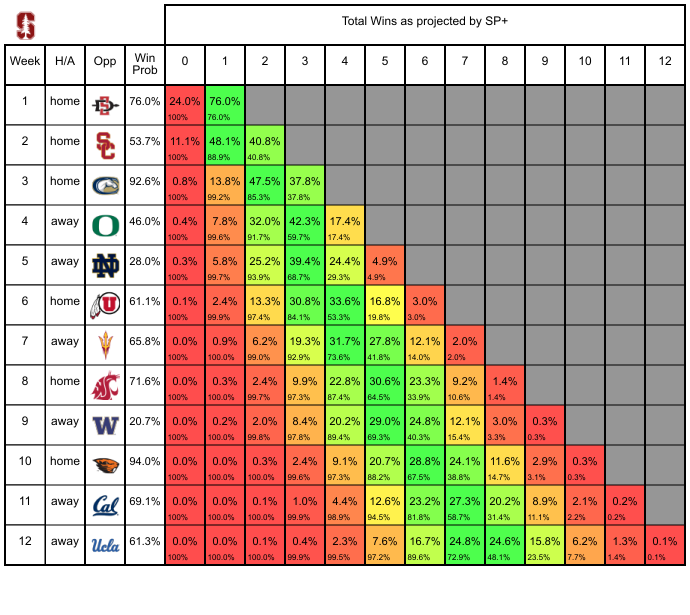 Total Wins as projected by SP+
Week H/A Opp Win Prob 0 1 2 3 4 5 6 7 8 9 10 11 12
1 home SD 76.0% 24.0% 76.0%
100% 76.0%
2 home SC 53.7% 11.1% 48.1% 40.8%
100% 88.9% 40.8%
3 home 92.6% 0.8% 13.8% 47.5% 37.8%
100% 99.2% 85.3% 37.8%
4 away O 46.0% 0.4% 7.8% 32.0% 42.3% 17.4%
100% 99.6% 91.7% 59.7% 17.4%
5 away ND 28.0% 0.3% 5.8% 25.2% 39.4% 24.4% 4.9%
100% 99.7% 93.9% 68.7% 29.3% 4.9%
6 home U 61.1% 0.1% 2.4% 13.3% 30.8% 33.6% 16.8% 3.0%
100% 99.9% 97.4% 84.1% 53.3% 19.8% 3.0%
7 away 65.8% 0.0% 0.9% 6.2% 19.3% 31.7% 27.8% 12.1% 2.0%
100% 100.0% 99.0% 92.9% 73.6% 41.8% 14.0% 2.0%
8 home 71.6% 0.0% 0.3% 2.4% 9.9% 22.8% 30.6% 23.3% 9.2% 1.4%
100% 100.0% 99.7% 97.3% 87.4% 64.5% 33.9% 10.6% 1.4%
9 away W 20.7% 0.0% 0.2% 2.0% 8.4% 20.2% 29.0% 24.8% 12.1% 3.0% 0.3%
100% 100.0% 99.8% 97.8% 89.4% 69.3% 40.3% 15.4% 3.3% 0.3%
10 home 94.0% 0.0% 0.0% 0.3% 2.4% 9.1% 20.7% 28.8% 24.1% 11.6% 2.9% 0.3%
100% 100.0% 100.0% 99.6% 97.3% 88.2% 67.5% 38.8% 14.7% 3.1% 0.3%
11 away Cal 69.1% 0.0% 0.0% 0.1% 1.0% 4.4% 12.6% 23.2% 27.3% 20.2% 8.9% 2.1% 0.2%
100% 100.0% 100.0% 99.9% 98.9% 94.5% 81.8% 58.7% 31.4% 11.1% 2.2% 0.2%
12 away Ucla 61.3% 0.0% 0.0% 0.1% 0.4% 2.3% 7.6% 16.7% 24.8% 24.6% 15.8% 6.2% 1.3% 0.1%
100% 100.0% 100.0% 99.9% 99.5% 97.2% 89.6% 72.9% 48.1% 23.5% 7.7% 1.4% 0.1%